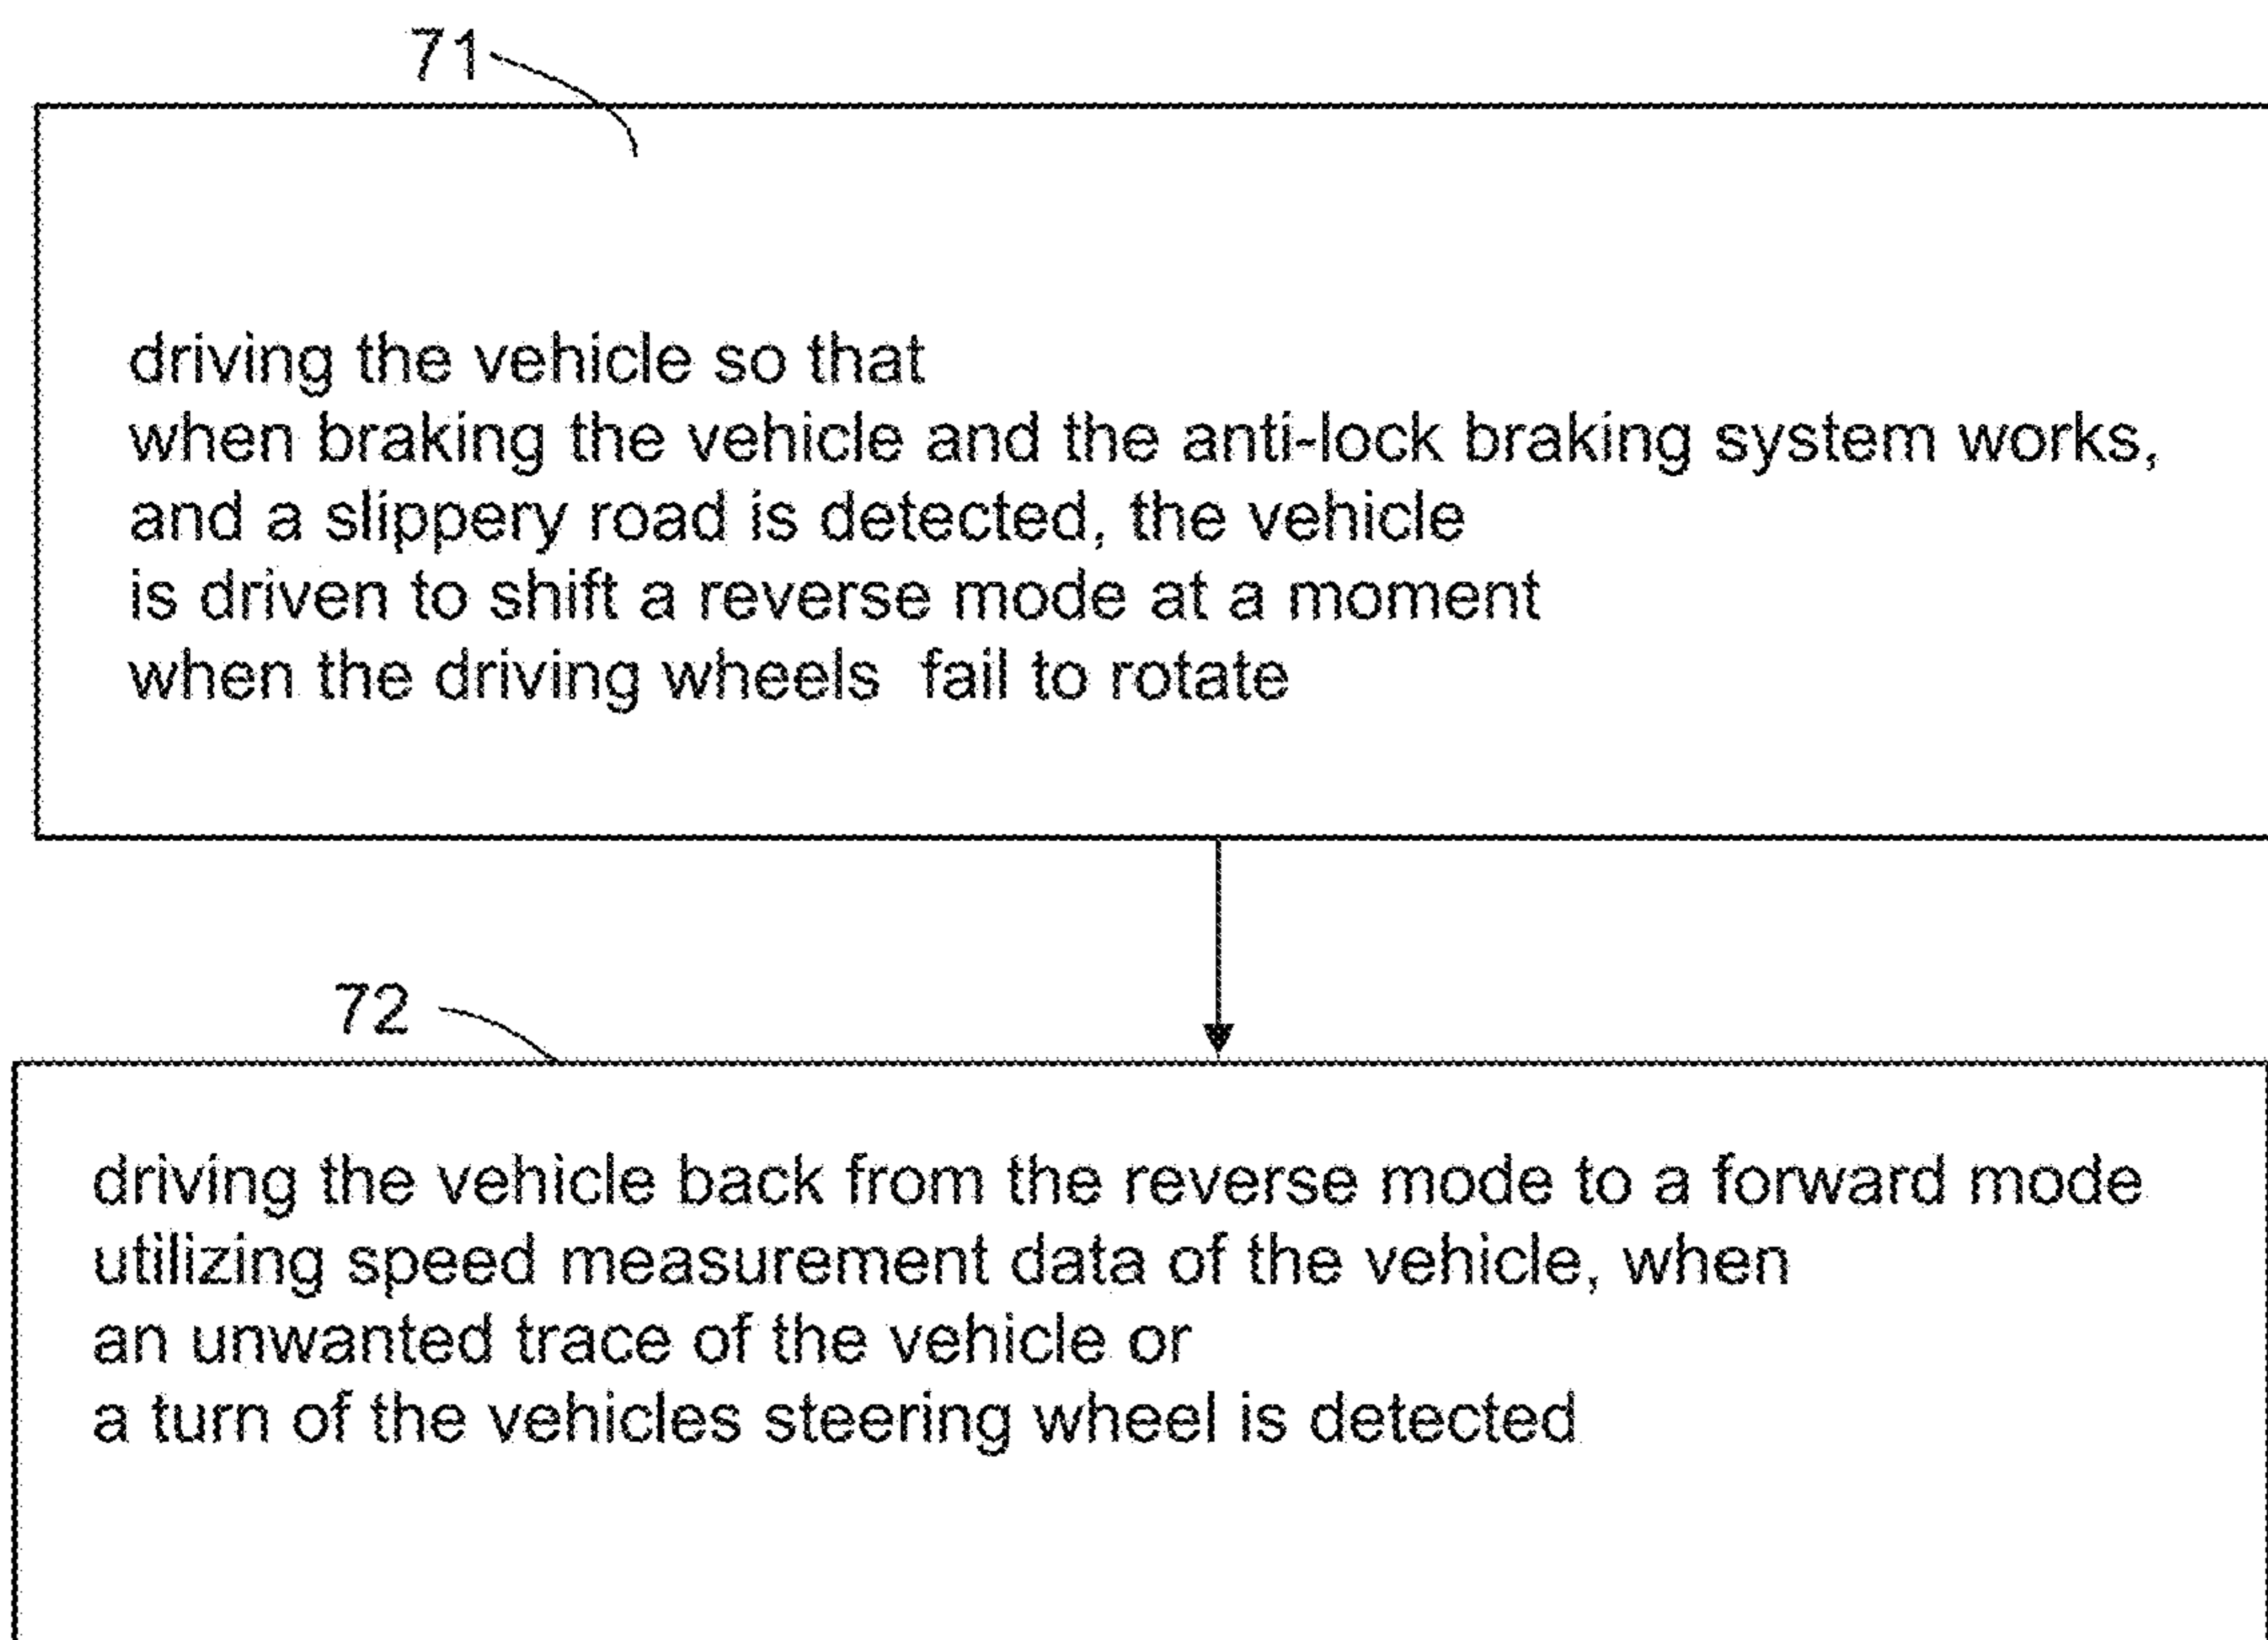 71
driving the vehicle so that
when braking the vehicle and the anti-lock braking system works,
and a slippery road is detected, the vehicle
is driven to shift a reverse mode at a moment
when the driving wheels fail to rotate
72
driving the vehicle back from the reverse mode to a forward mode
utilizing speed measurement data of the vehicle, when
an unwanted trace of the vehicle or
a turn of the vehicles steering wheel is detected